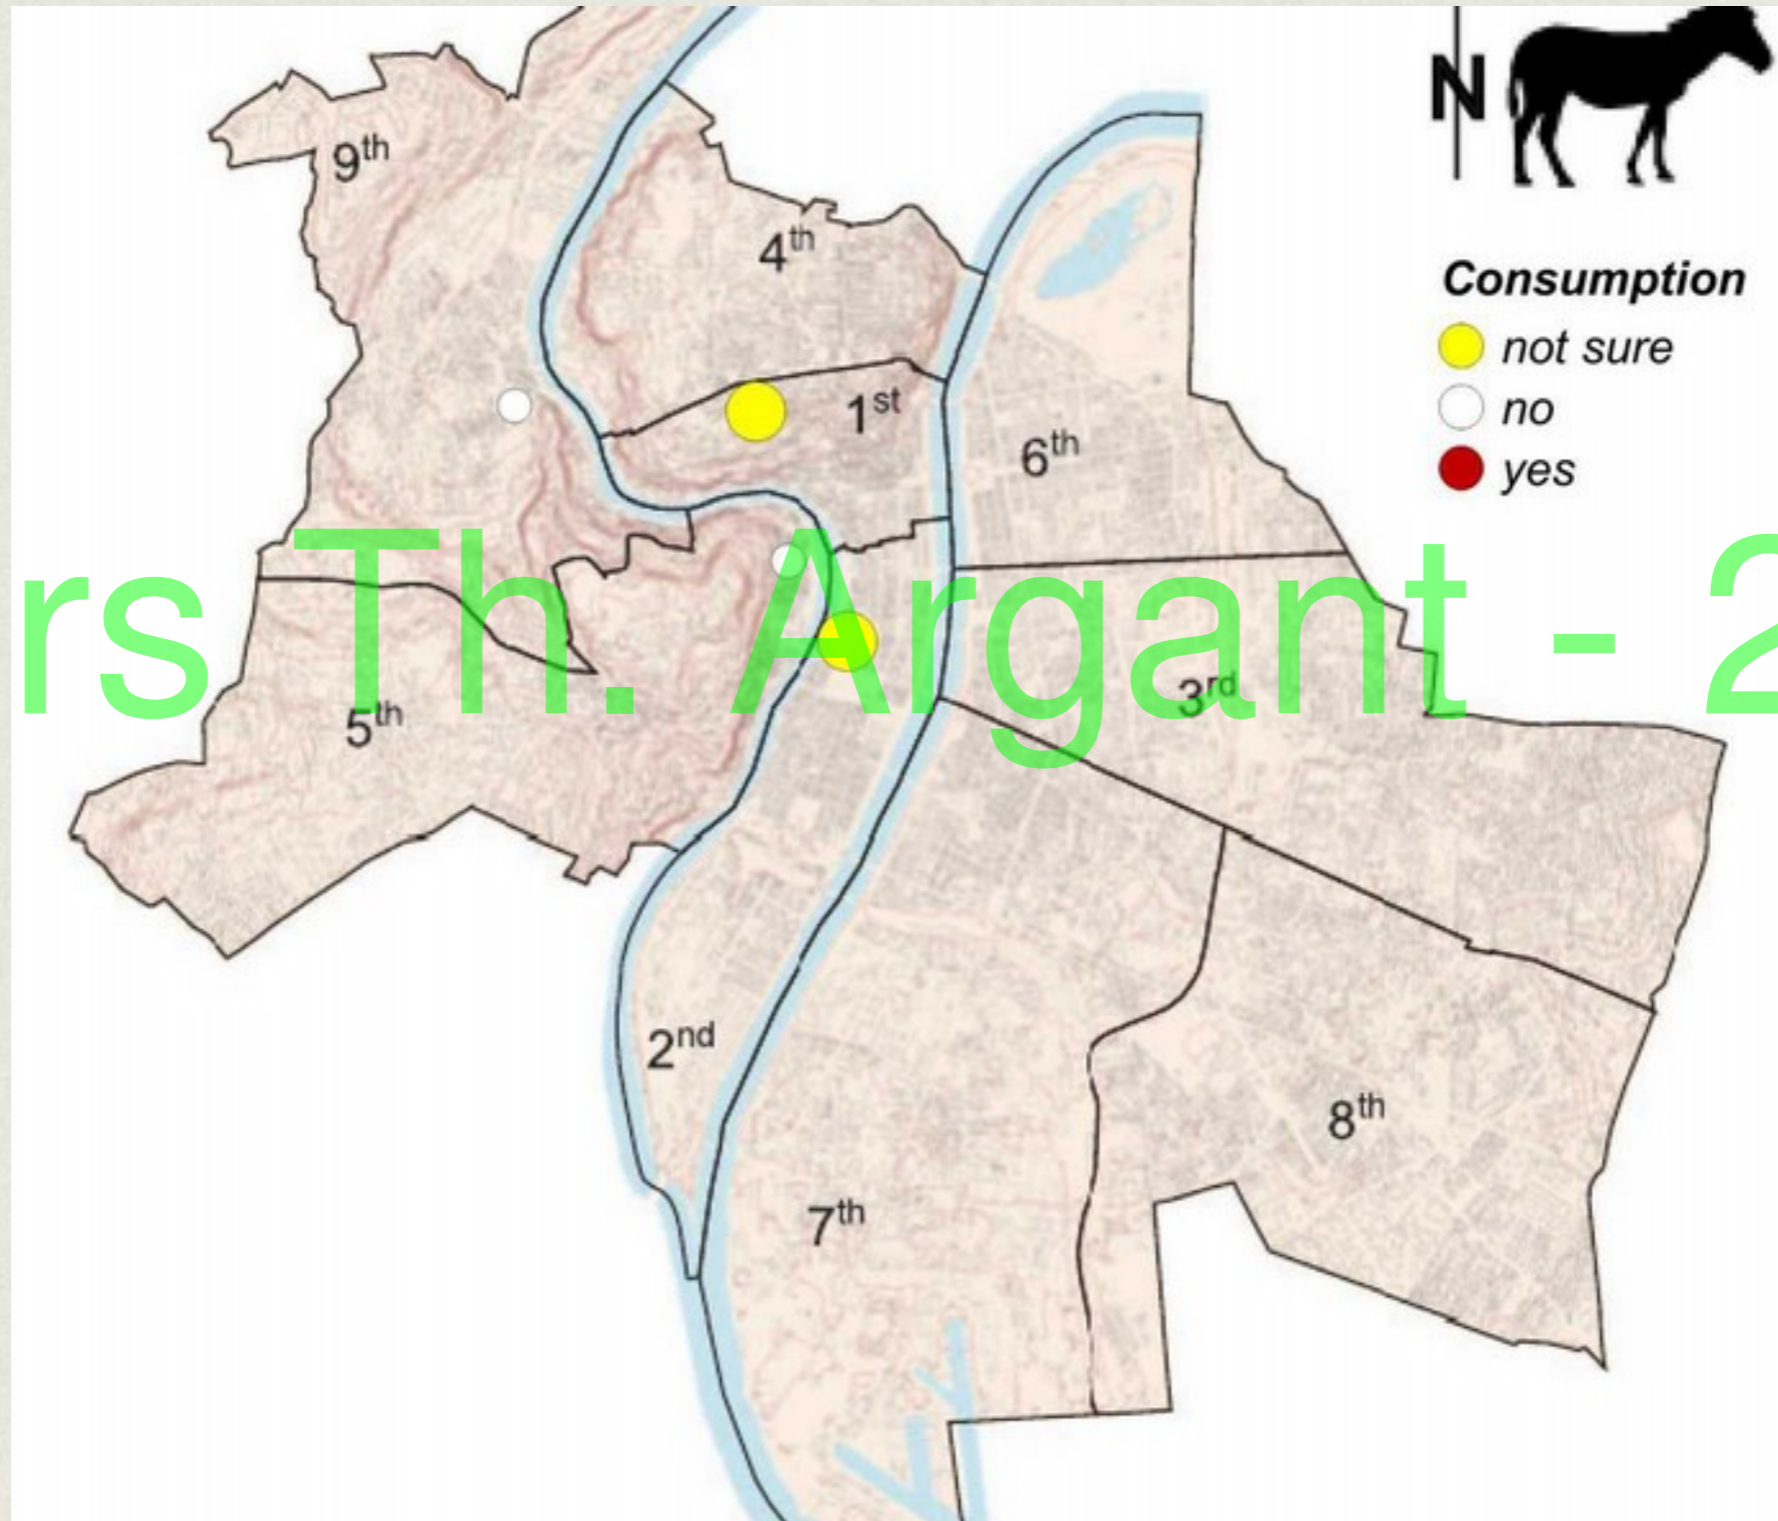 N
9th
4th
Consumption
not sure
1st
no
6th
yes
rs Th. Argant - 2
3rd
5th
2nd
8th
7th